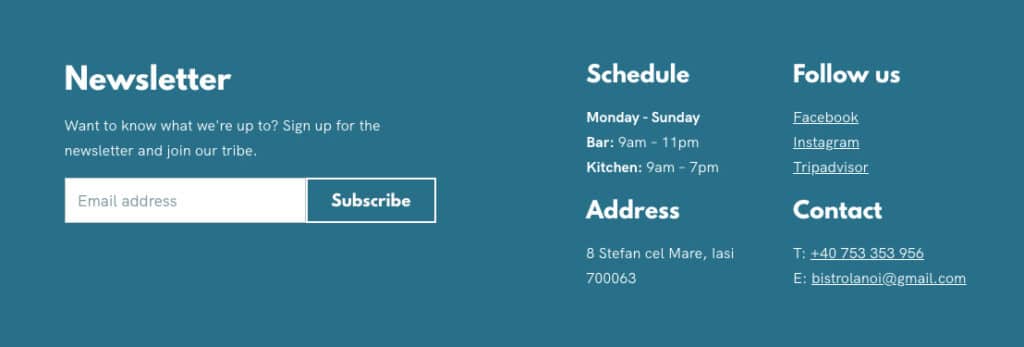 Newsletter
Want to know what we're up to? Sign up for the
newsletter and join our tribe.
Email address
Subscribe
Schedule
Monday - Sunday
Bar: 9am – 11pm
Kitchen: 9am – 7pm
Address
8 Stefan cel Mare, Iasi
700063
Follow us
Facebook
Instagram
Tripadvisor
Contact
T: +40 753 353 956
E: bistrolanoi@gmail.com